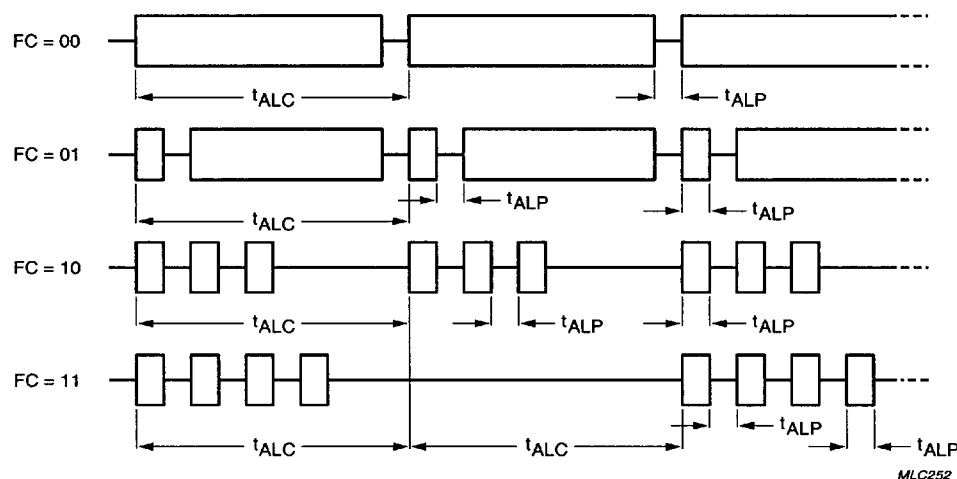 FC = 00
tALC
tALP
FC = 01
tALP
tALP
tALC
FC = 10
tALC
tALP
tALP
FC = 11
tALC
tALC
tALP
tALP
MLC252